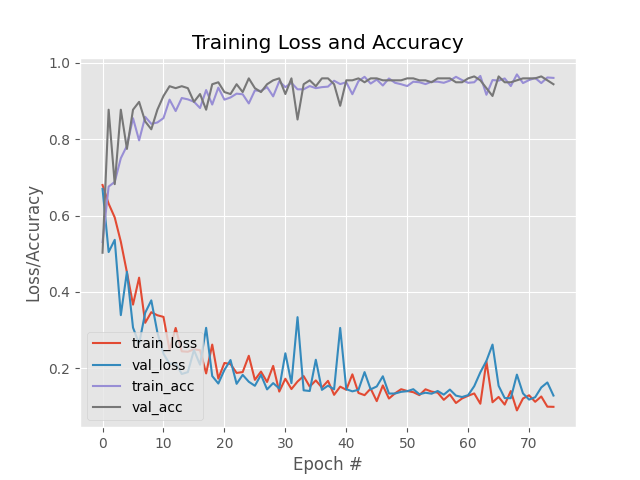 Training Loss and Accuracy
Loss/Accuracy
1.0
0.8
0.6
0.4
0.2
train_loss
val_loss
train_acc
val_acc
0 10 20 30 40 50 60 70
Epoch #